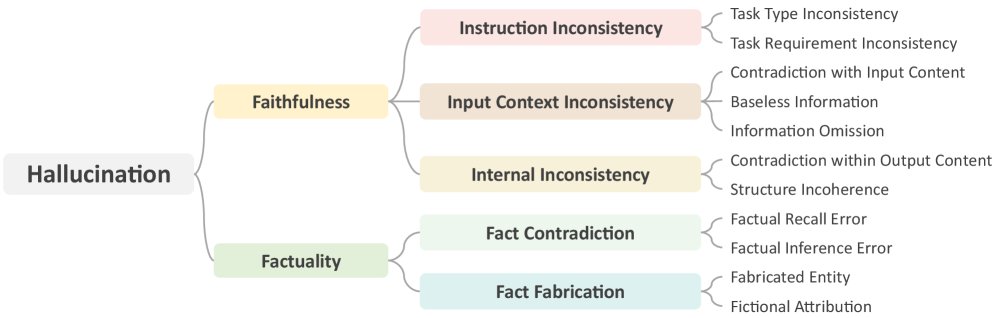 Hallucination
Faithfulness
Instruction Inconsistency
Task Type Inconsistency
Task Requirement Inconsistency
Input Context Inconsistency
Contradiction with Input Content
Baseless Information
Information Omission
Internal Inconsistency
Contradiction within Output Content
Structure Incoherence
Factuality
Fact Contradiction
Factual Recall Error
Factual Inference Error
Fact Fabrication
Fabricated Entity
Fictional Attribution